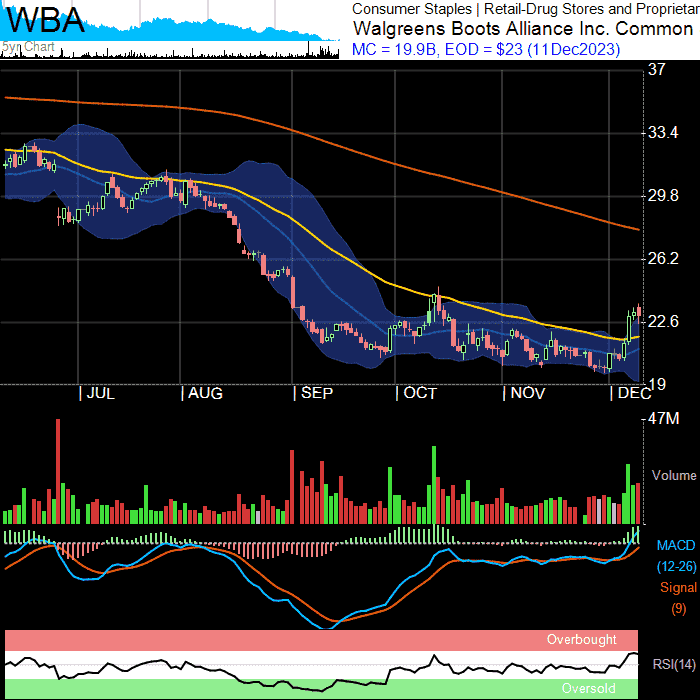 WBA
5yr Chart
Consumer Staples | Retail-Drug Stores and Proprietar
Walgreens Boots Alliance Inc. Common
MC = 19.9B, EOD = $23 (11Dec2023)
37
33.4
29.8
26.2
22.6
19
| JUL
| AUG
| SEP
| OCT
| NOV
| DEC
47M
Volume
MACD
(12-26)
Signal
(9)
Overbought
RSI(14)
Oversold